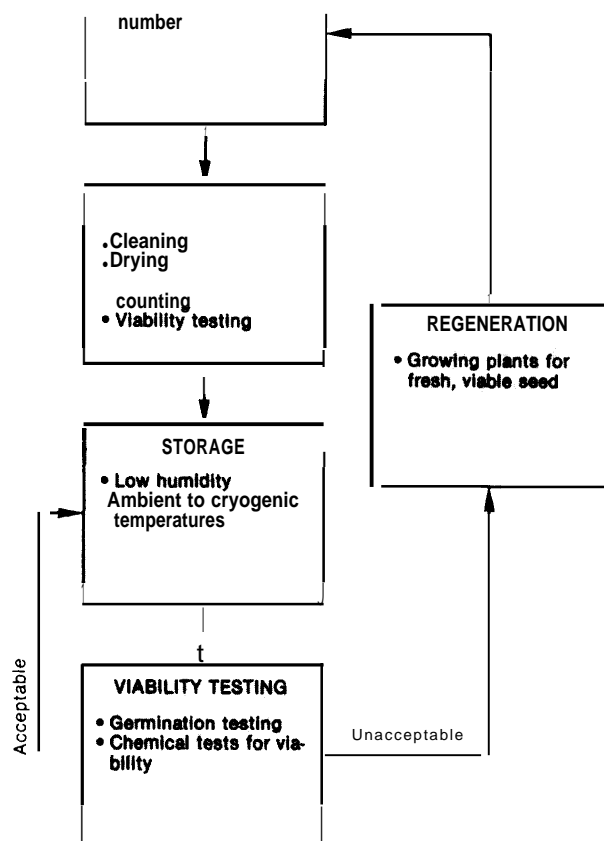 number
.Cleaning
.Drying
counting
• Viability testing
STORAGE
• Low humidity
Ambient to cryogenic
temperatures
t
VIABILITY TESTING
• Germination testing
• Chemical tests for via-
bility
Acceptable
Unacceptable
REGENERATION
• Growing plants for
fresh, viable seed